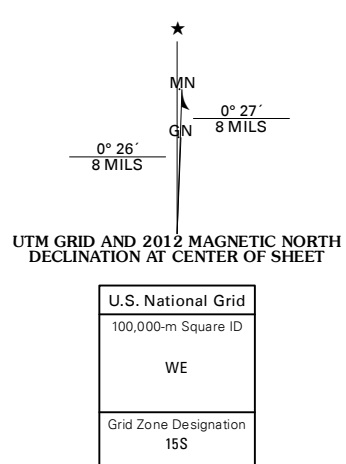 ★
MN
0° 27´
8 MILS
GN
0° 26´
8 MILS
UTM GRID AND 2012 MAGNETIC NORTH
DECLINATION AT CENTER OF SHEET
U.S. National Grid
100,000-m Square ID
WE
Grid Zone Designation
15S